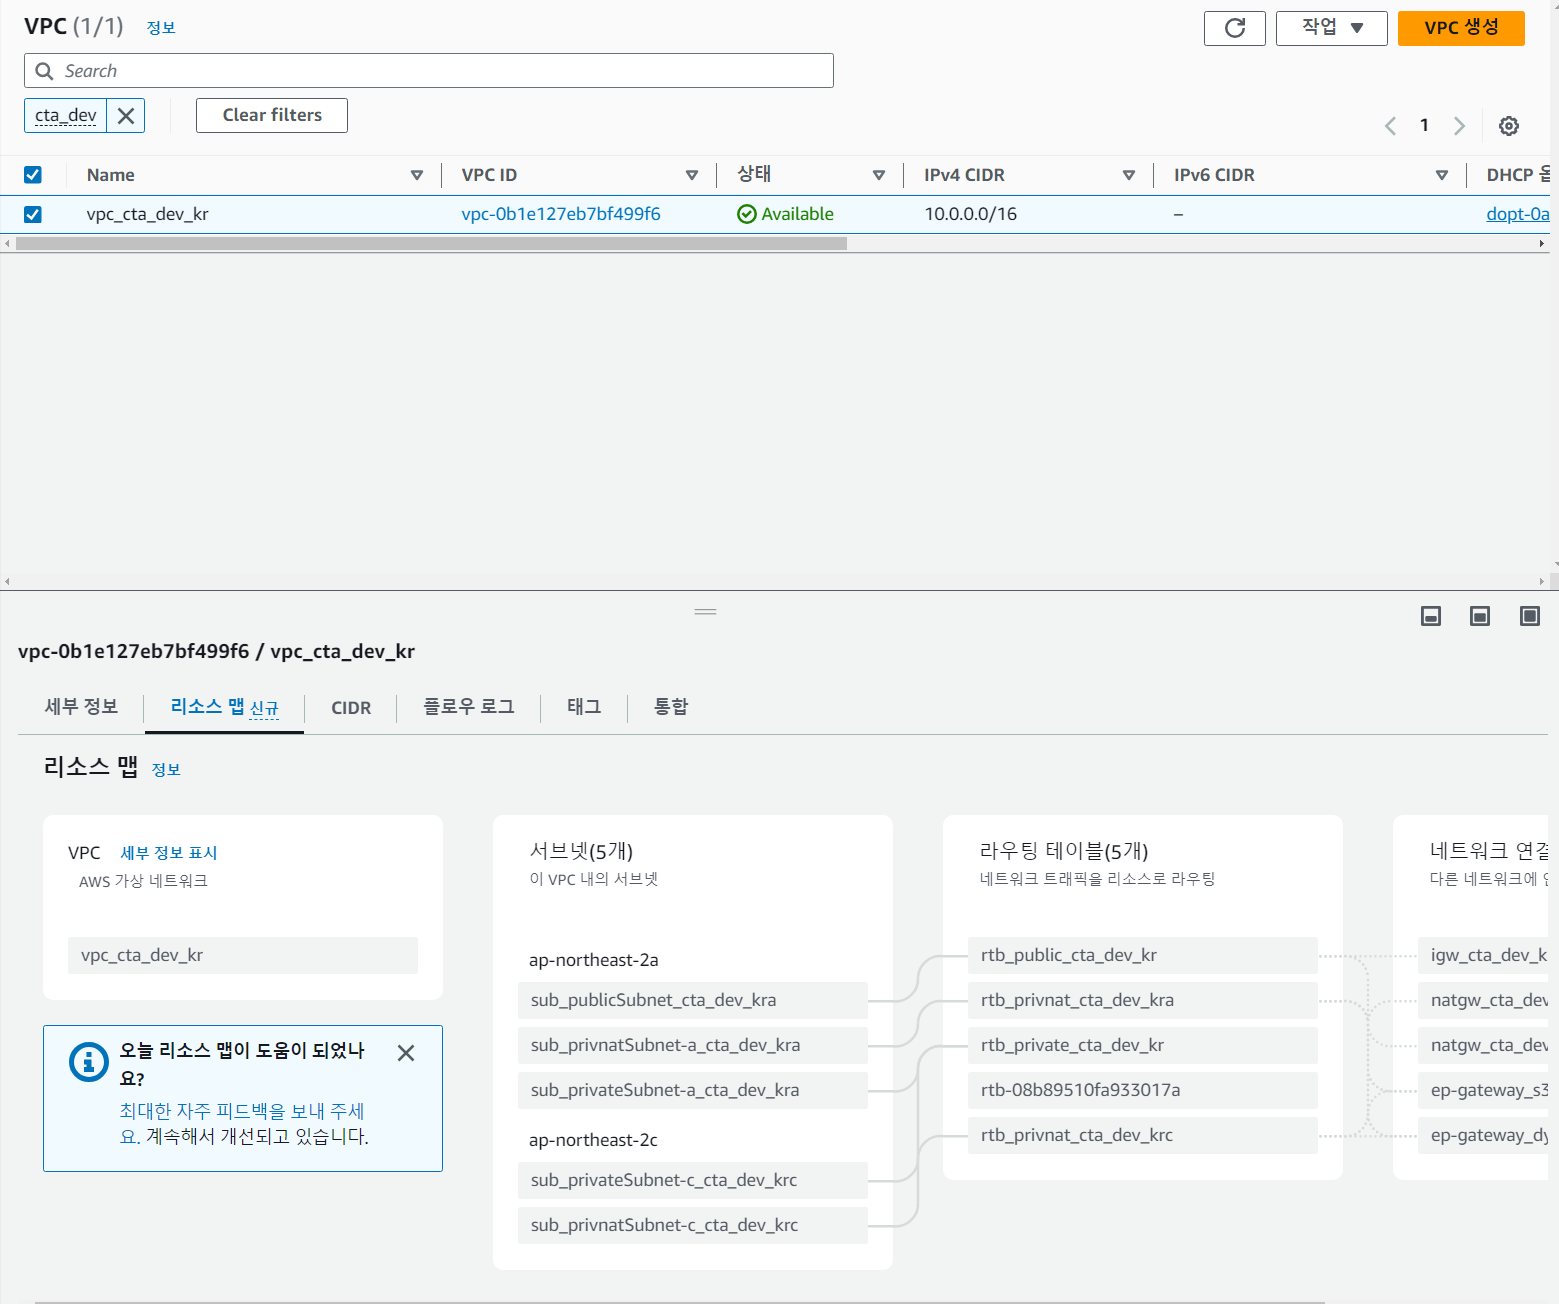 VPC (1/1) 정보
작업 ▼
VPC 생성
Search
cta_dev
Clear filters
1
Name
VPC ID
상태
IPv4 CIDR
IPv6 CIDR
DHCP
vpc_cta_dev_kr
vpc-0b1e127eb7bf499f6
Available
10.0.0.0/16
–
dopt-0a
vpc-0b1e127eb7bf499f6 / vpc_cta_dev_kr
세부 정보
리소스 맵 신규
CIDR
플로우 로그
태그
통합
리소스 맵 정보
VPC 세부 정보 표시
AWS 가상 네트워크
vpc_cta_dev_kr
오늘 리소스 맵이 도움이 되었나
요?
최대한 자주 피드백을 보내 주세
요. 계속해서 개선되고 있습니다.
서브넷(5개)
이 VPC 내의 서브넷
ap-northeast-2a
sub_publicSubnet_cta_dev_kra
sub_privnatSubnet-a_cta_dev_kra
sub_privateSubnet-a_cta_dev_kra
ap-northeast-2c
sub_privateSubnet-c_cta_dev_krc
sub_privnatSubnet-c_cta_dev_krc
라우팅 테이블(5개)
네트워크 트래픽을 리소스로 라우팅
rtb_public_cta_dev_kr
rtb_privnat_cta_dev_kra
rtb_private_cta_dev_kr
rtb-08b89510fa933017a
rtb_privnat_cta_dev_krc
네트워크 연결
다른 네트워크에
igw_cta_dev_k
natgw_cta_dev
natgw_cta_dev
ep-gateway_s3
ep-gateway_dy